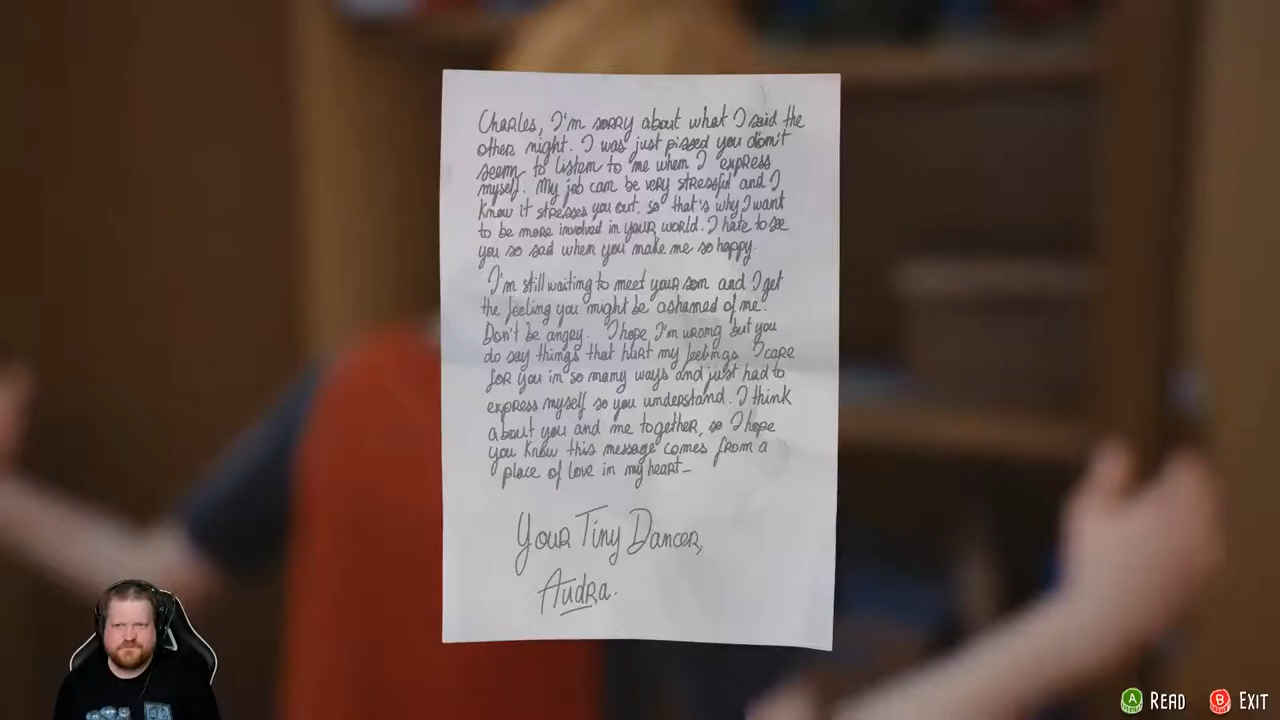 Charles, I'm sorry about what I said the
other night. I was just pissed you don't
seem to listen to me when I express
myself. My job can be very stressful and I
know it stresses you out, so that's why I want
to be more involved in your world. I hate to see
you so sad when you make me so happy.
I'm still waiting to meet your son and I get
the feeling you might be ashamed of me.
Don't be angry. I hope I'm wrong but you
do say things that hurt my feelings. I care
for you in so many ways and just had to
express myself so you understand. I think
about you and me together, so I hope
you know this message comes from a
place of love in my heart—
Your Tiny Dancer,
Audra.
A READ B EXIT